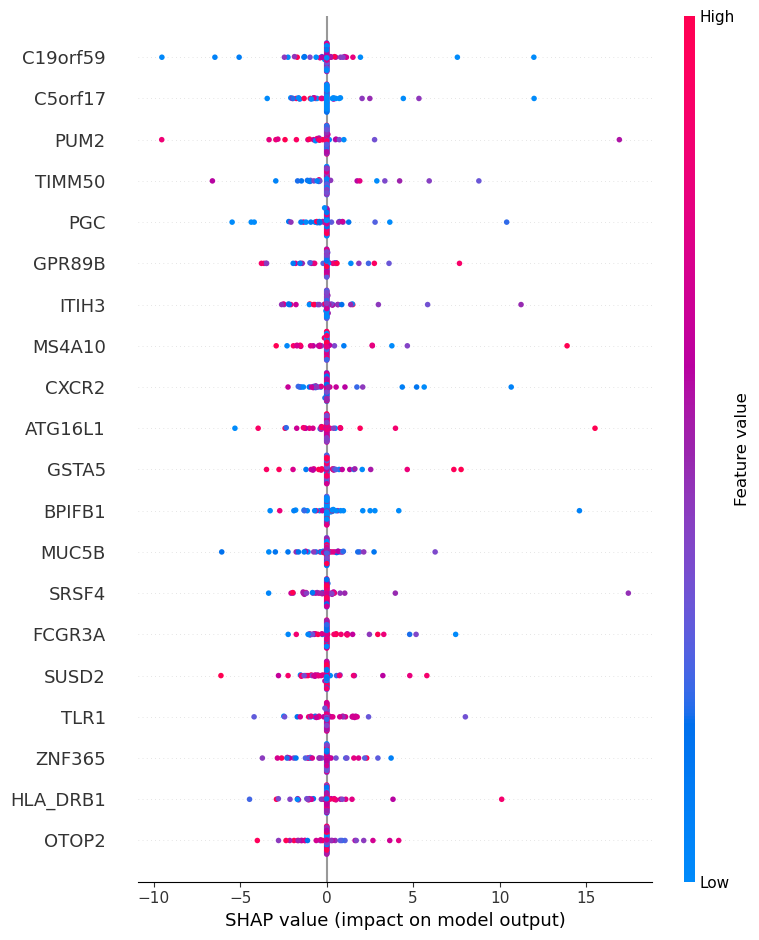 High
C19orf59
C5orf17
PUM2
TIMM50
PGC
GPR89B
ITIH3
MS4A10
CXCR2
ATG16L1
GSTA5
BPIFB1
MUC5B
SRSF4
FCGR3A
SUSD2
TLR1
ZNF365
HLA_DRB1
OTOP2
Feature value
Low
−10 −5 0 5 10 15
SHAP value (impact on model output)